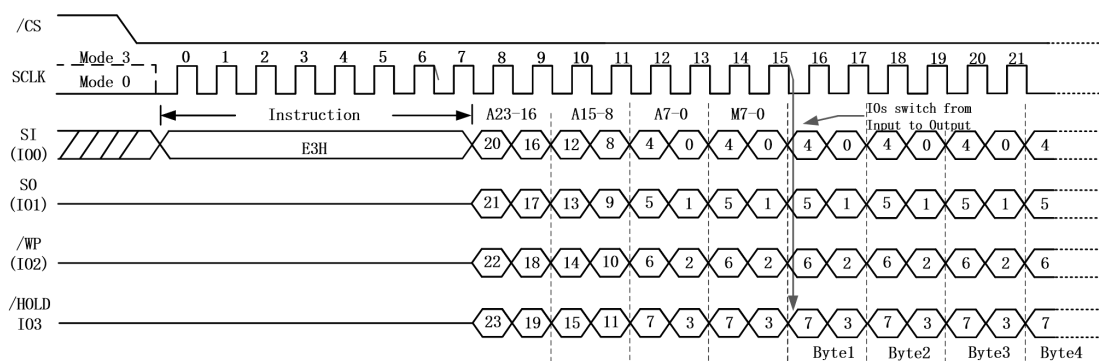 /CS
Mode 3
0 1 2 3 4 5 6 7 8 9 10 11 12 13 14 15 16 17 18 19 20 21
SCLK
Mode 0
Instruction
A23-16 A15-8 A7-0 M7-0
IOs switch from
Input to Output
SI
(IO0)
E3H
20 16 12 8 4 0 4 0 4 0 4 0 4 0 4
SO
(IO1)
21 17 13 9 5 1 5 1 5 1 5 1 5 1 5
/WP
(IO2)
22 18 14 10 6 2 6 2 6 2 6 2 6 2 6
/HOLD
IO3
23 19 15 11 7 3 7 3 7 3 7 3 7 3 7
Byte1 Byte2 Byte3 Byte4